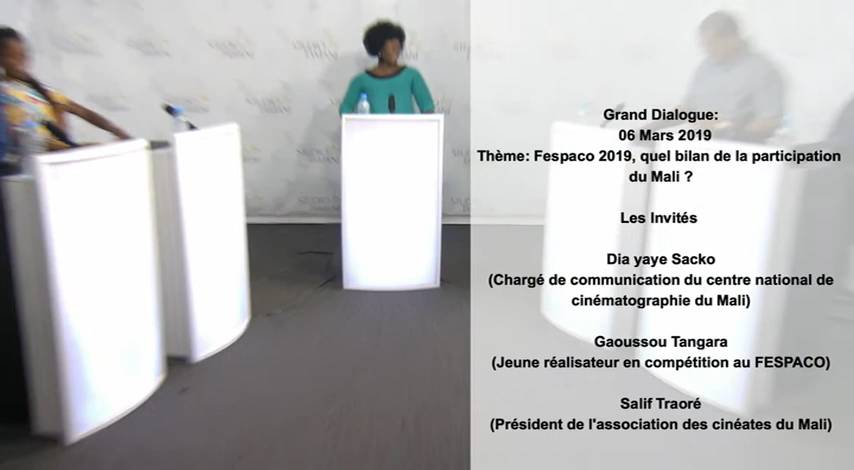 Grand Dialogue:
06 Mars 2019
Thème: Fespaco 2019, quel bilan de la participation
du Mali ?
Les Invités
Dia yaye Sacko
(Chargé de communication du centre national de
cinématographie du Mali)
Gaoussou Tangara
(Jeune réalisateur en compétition au FESPACO)
Salif Traoré
(Président de l'association des cinéates du Mali)